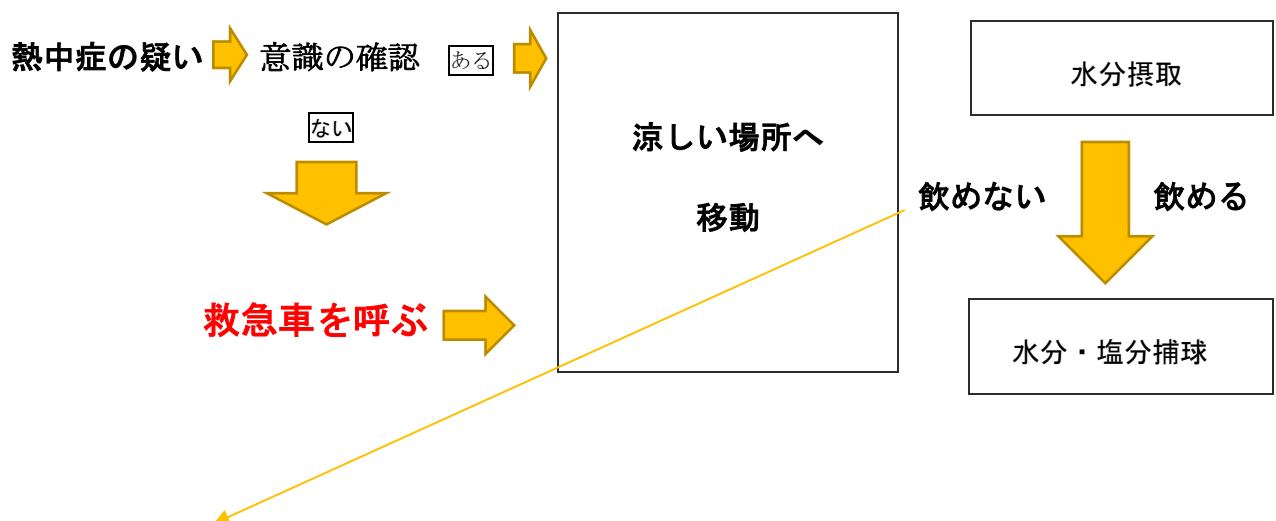 熱中症の疑い
意識の確認
ある
ない
救急車を呼ぶ
涼しい場所へ
移動
水分摂取
飲めない
飲める
水分・塩分捕球